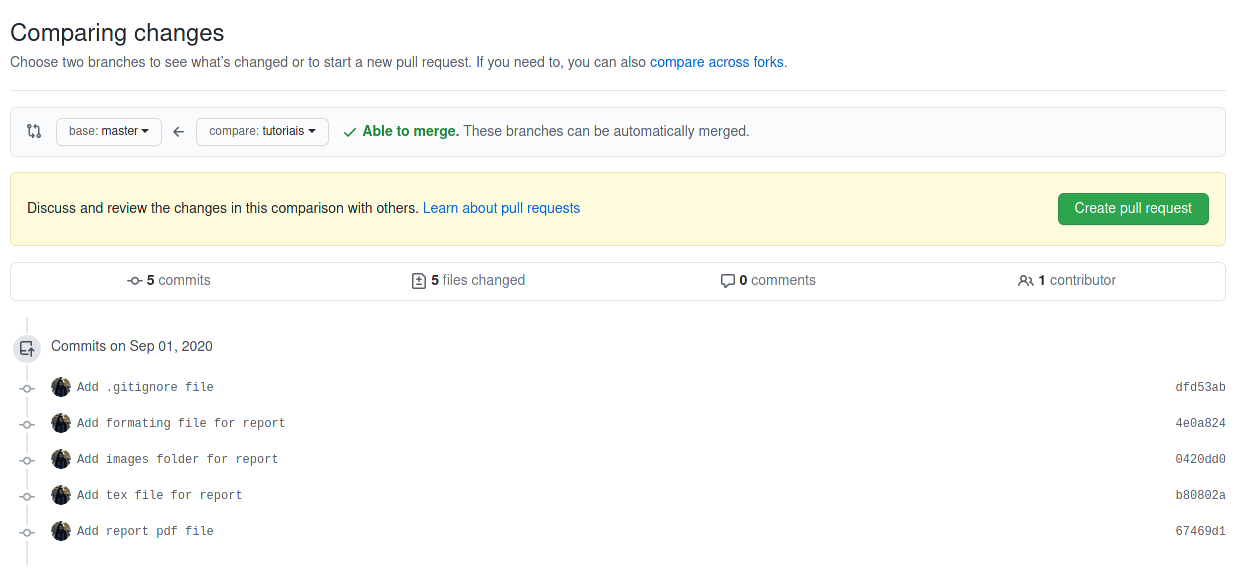 Comparing changes
Choose two branches to see what's changed or to start a new pull request. If you need to, you can also compare across forks.
base: master ← compare: tutoriais ✓ Able to merge. These branches can be automatically merged.
Discuss and review the changes in this comparison with others. Learn about pull requests Create pull request
5 commits 5 files changed 0 comments 1 contributor
Commits on Sep 01, 2020
Add .gitignore file dfd53ab
Add formating file for report 4e0a824
Add images folder for report 0420dd0
Add tex file for report b80802a
Add report pdf file 67469d1